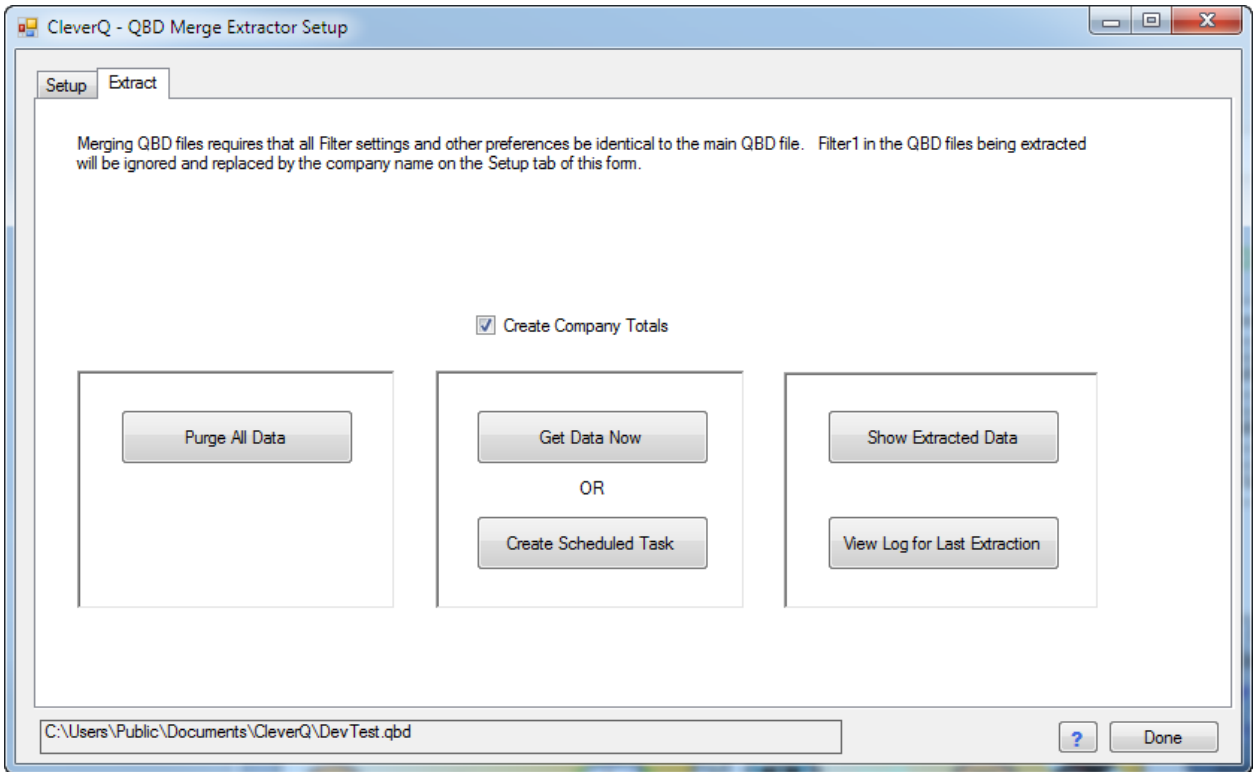 CleverQ - QBD Merge Extractor Setup
Setup
Extract
Merging QBD files requires that all Filter settings and other preferences be identical to the main QBD file.   Filter1 in the QBD files being extracted
will be ignored and replaced by the company name on the Setup tab of this form.
Create Company Totals
Purge All Data
Get Data Now
Show Extracted Data
OR
Create Scheduled Task
View Log for Last Extraction
C:\Users\Public\Documents\CleverQ\DevTest.qbd
?
Done